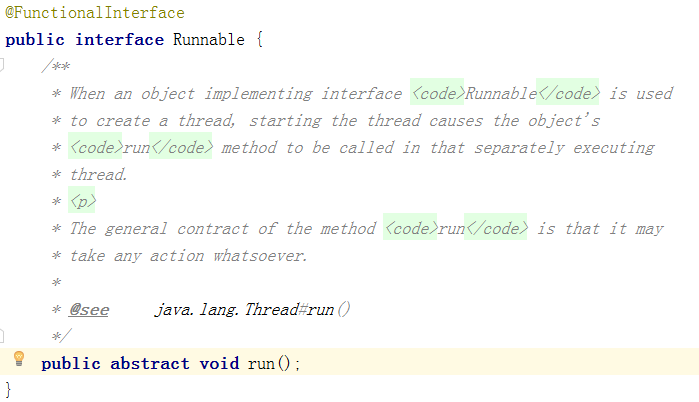 @FunctionalInterface
public interface Runnable {
/**
* When an object implementing interface <code>Runnable</code> is used
* to create a thread, starting the thread causes the object's
* <code>run</code> method to be called in that separately executing
* thread.
* <p>
* The general contract of the method <code>run</code> is that it may
* take any action whatsoever.
*
* @see     java.lang.Thread#run()
*/
public abstract void run();
}